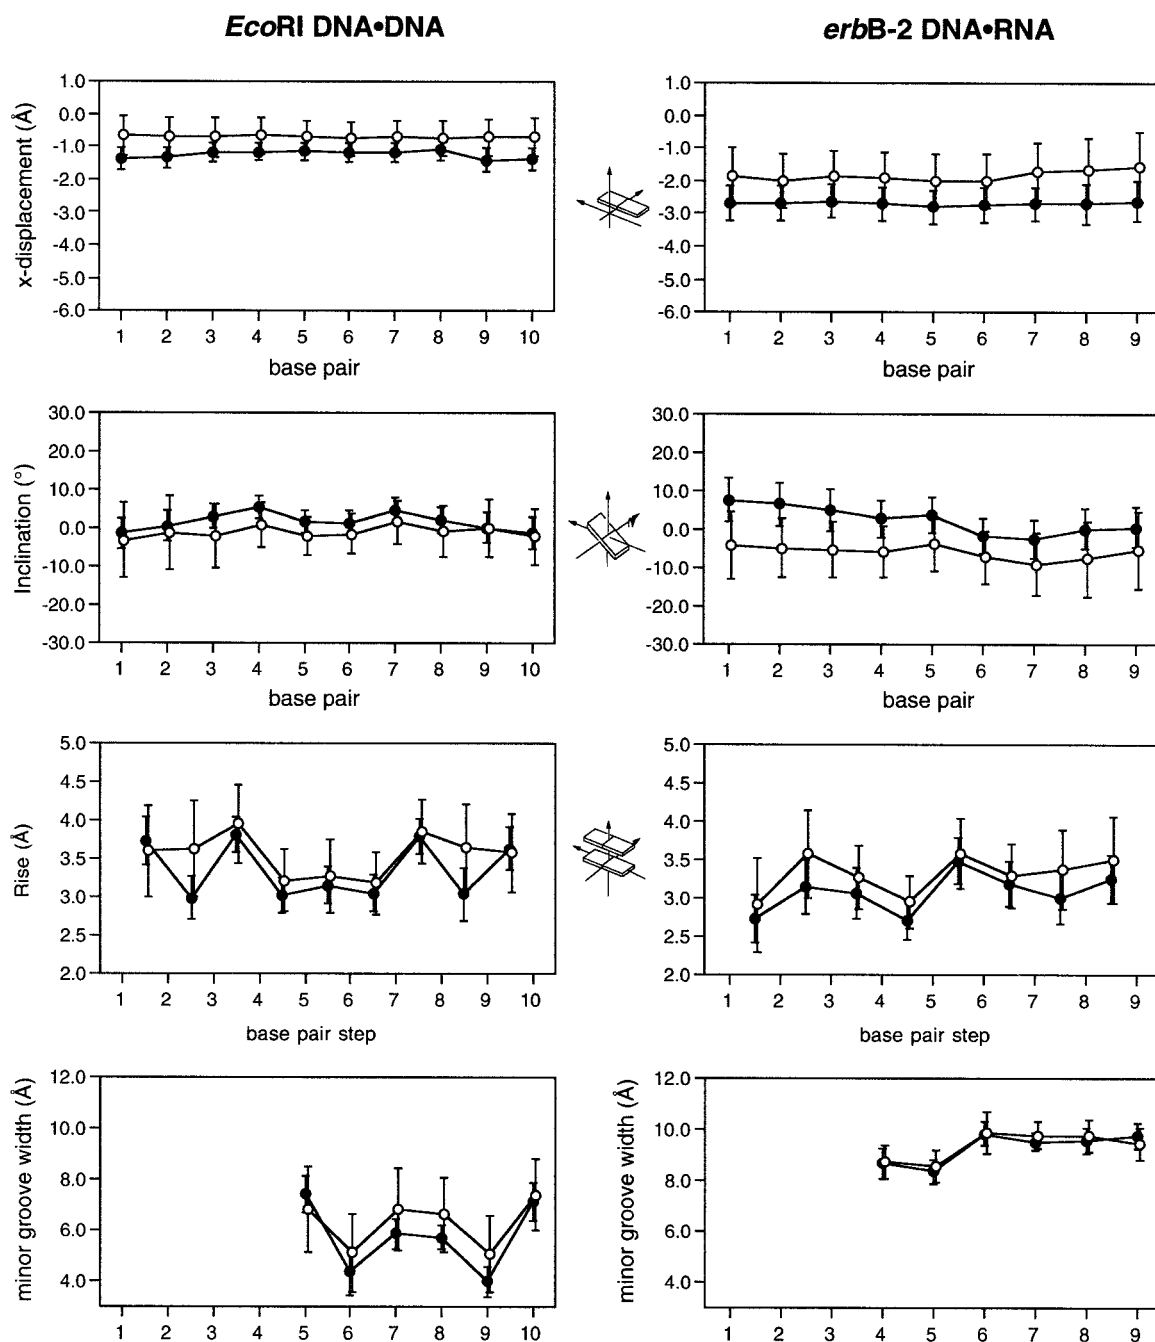 EcoRI DNA•DNA
erbB-2 DNA•RNA
x-displacement (Å)
1.0
0.0
-1.0
-2.0
-3.0
-4.0
-5.0
-6.0
1 2 3 4 5 6 7 8 9 10
base pair
1.0
0.0
-1.0
-2.0
-3.0
-4.0
-5.0
-6.0
1 2 3 4 5 6 7 8 9
base pair
Inclination (°)
30.0
20.0
10.0
0.0
-10.0
-20.0
-30.0
1 2 3 4 5 6 7 8 9 10
base pair
30.0
20.0
10.0
0.0
-10.0
-20.0
-30.0
1 2 3 4 5 6 7 8 9
base pair
Rise (Å)
5.0
4.5
4.0
3.5
3.0
2.5
2.0
1 2 3 4 5 6 7 8 9 10
base pair step
5.0
4.5
4.0
3.5
3.0
2.5
2.0
1 2 3 4 5 6 7 8 9
base pair step
minor groove width (Å)
12.0
10.0
8.0
6.0
4.0
1 2 3 4 5 6 7 8 9 10
minor groove width (Å)
12.0
10.0
8.0
6.0
4.0
1 2 3 4 5 6 7 8 9